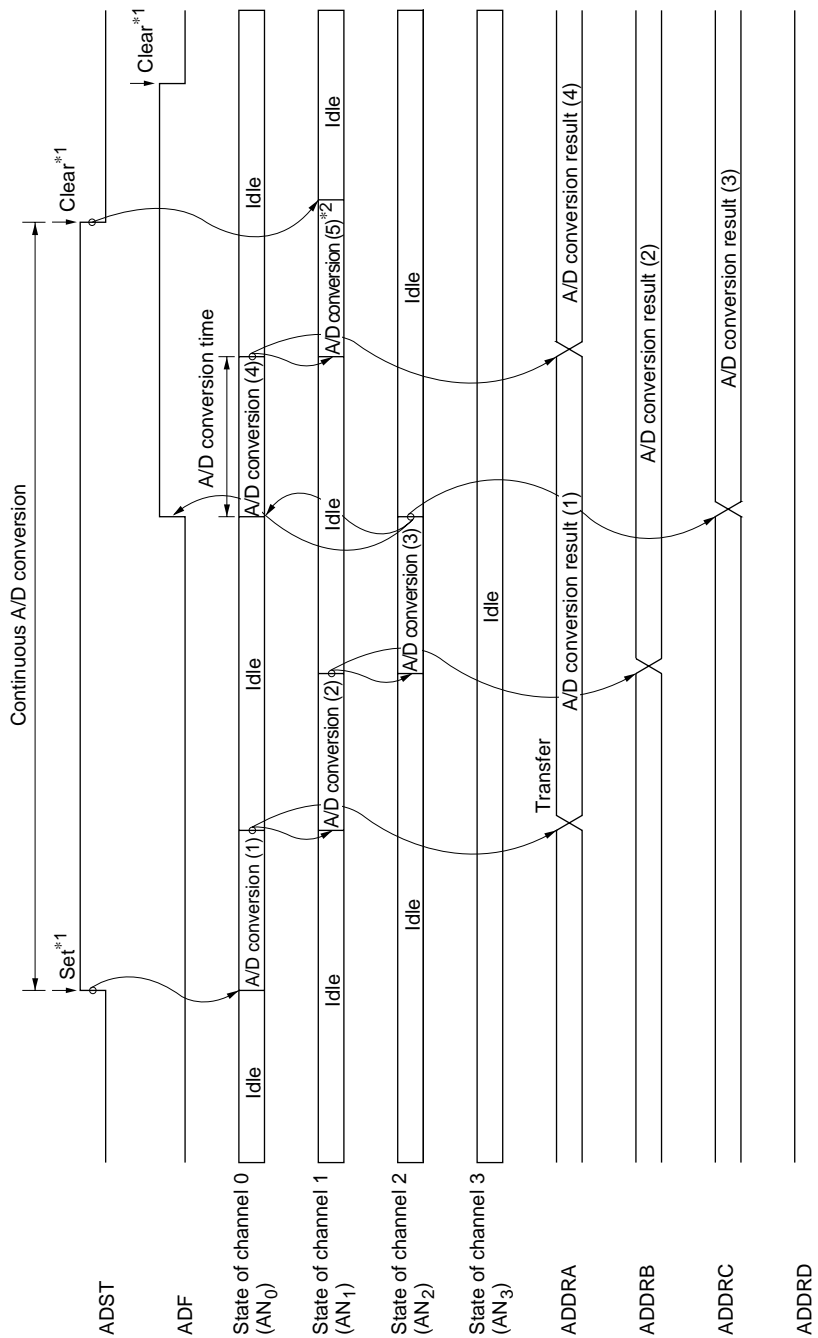 Continuous A/D conversion
Set*1
Clear*1
ADST
Clear*1
ADF
A/D conversion time
State of channel 0
(AN0)
Idle
A/D conversion (1)
Idle
A/D conversion (4)
Idle
State of channel 1
(AN1)
Idle
A/D conversion (2)
Idle
A/D conversion (5)*2
Idle
State of channel 2
(AN2)
Idle
A/D conversion (3)
Idle
State of channel 3
(AN3)
Idle
Transfer
ADDRA
A/D conversion result (1)
A/D conversion result (4)
ADDRB
A/D conversion result (2)
ADDRC
A/D conversion result (3)
ADDRD